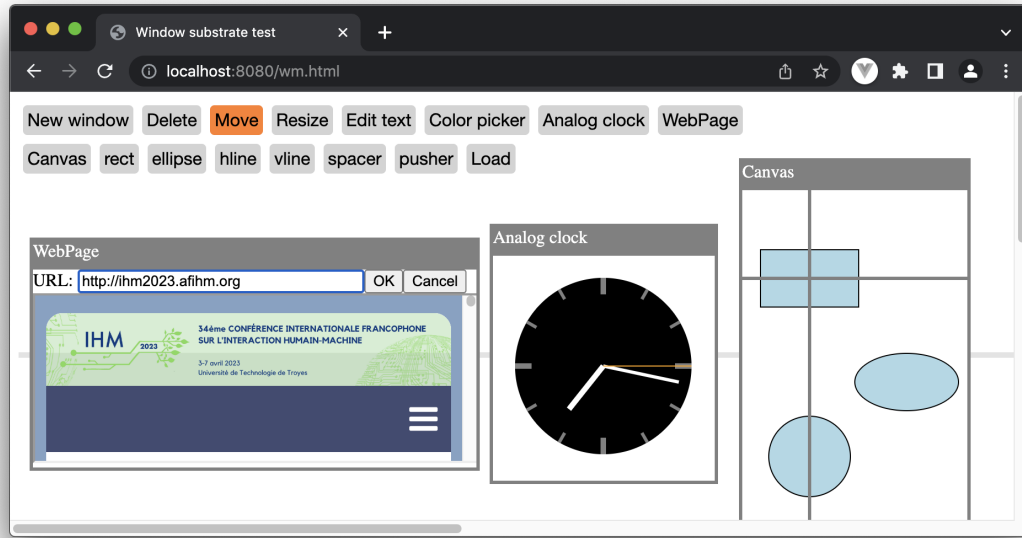 Window substrate test
localhost:8080/wm.html
New window Delete Move Resize Edit text Color picker Analog clock WebPage
Canvas rect ellipse hline vline spacer pusher Load
Canvas
Analog clock
WebPage
URL: http://ihm2023.afihm.org OK Cancel
IHM 2023
34ème CONFÉRENCE INTERNATIONALE FRANCOPHONE
SUR L'INTERACTION HUMAIN-MACHINE
3-7 avril 2023
Université de Technologie de Troyes